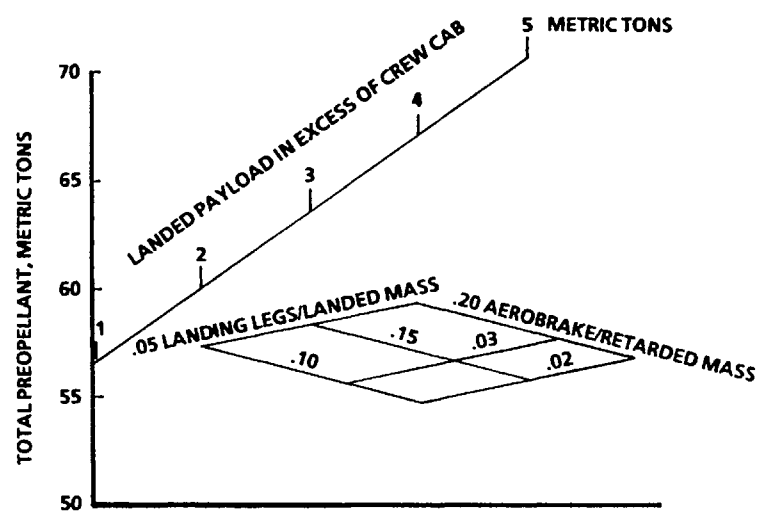 5 METRIC TONS
70
LANDED PAYLOAD IN EXCESS OF CREW CAB
4
65
3
2
60
1
.05 LANDING LEGS/LANDED MASS
.20 AEROBRAKE/RETARDED MASS
.15
.03
.10
.02
55
50
TOTAL PREOPELLANT, METRIC TONS